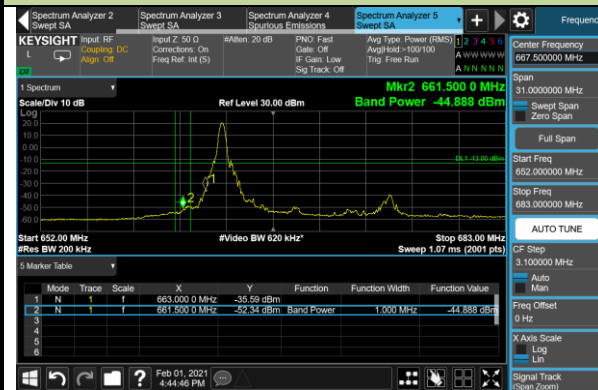 Spectrum Analyzer 2 Spectrum Analyzer 3 Spectrum Analyzer 4 Spectrum Analyzer 5
Swept SA Swept SA Spurious Emissions Swept SA + Frequen
KEYSIGHT Input: RF Input Z: 50 Ω #Atten: 20 dB PNO: Fast Avg Type: Power (RMS) 1 2 3 4 5 6
L Coupling: DC Corrections: On Gate: Off Avg|Hold:>100/100 A W W W W W
Align: Off Freq Ref: Int (S) IF Gain: Low Trig: Free Run A N N N N N
Sig Track: Off
1 Spectrum Mkr2 661.500 0 MHz
Scale/Div 10 dB Ref Level 30.00 dBm Band Power -44.888 dBm
Log
20.0
10.0
0.00
-10.0 DL1 -13.00 dBm
-20.0
-30.0 1
-40.0 2
-50.0
-60.0
Start 652.00 MHz #Video BW 620 kHz* Stop 683.00 MHz
#Res BW 200 kHz Sweep 1.07 ms (2001 pts)
5 Marker Table
Mode Trace Scale X Y Function Function Width Function Value
1 N 1 f 663.000 0 MHz -35.59 dBm
2 N 1 f 661.500 0 MHz -52.34 dBm Band Power 1.000 MHz -44.888 dBm
3
4
5
6
? Feb 01, 2021
4:44:46 PM
Center Frequency
667.500000 MHz
Span
31.0000000 MHz
Swept Span
Zero Span
Full Span
Start Freq
652.000000 MHz
Stop Freq
683.000000 MHz
AUTO TUNE
CF Step
3.100000 MHz
Auto
Man
Freq Offset
0 Hz
X Axis Scale
Log
Lin
Signal Track
(Span Zoom)